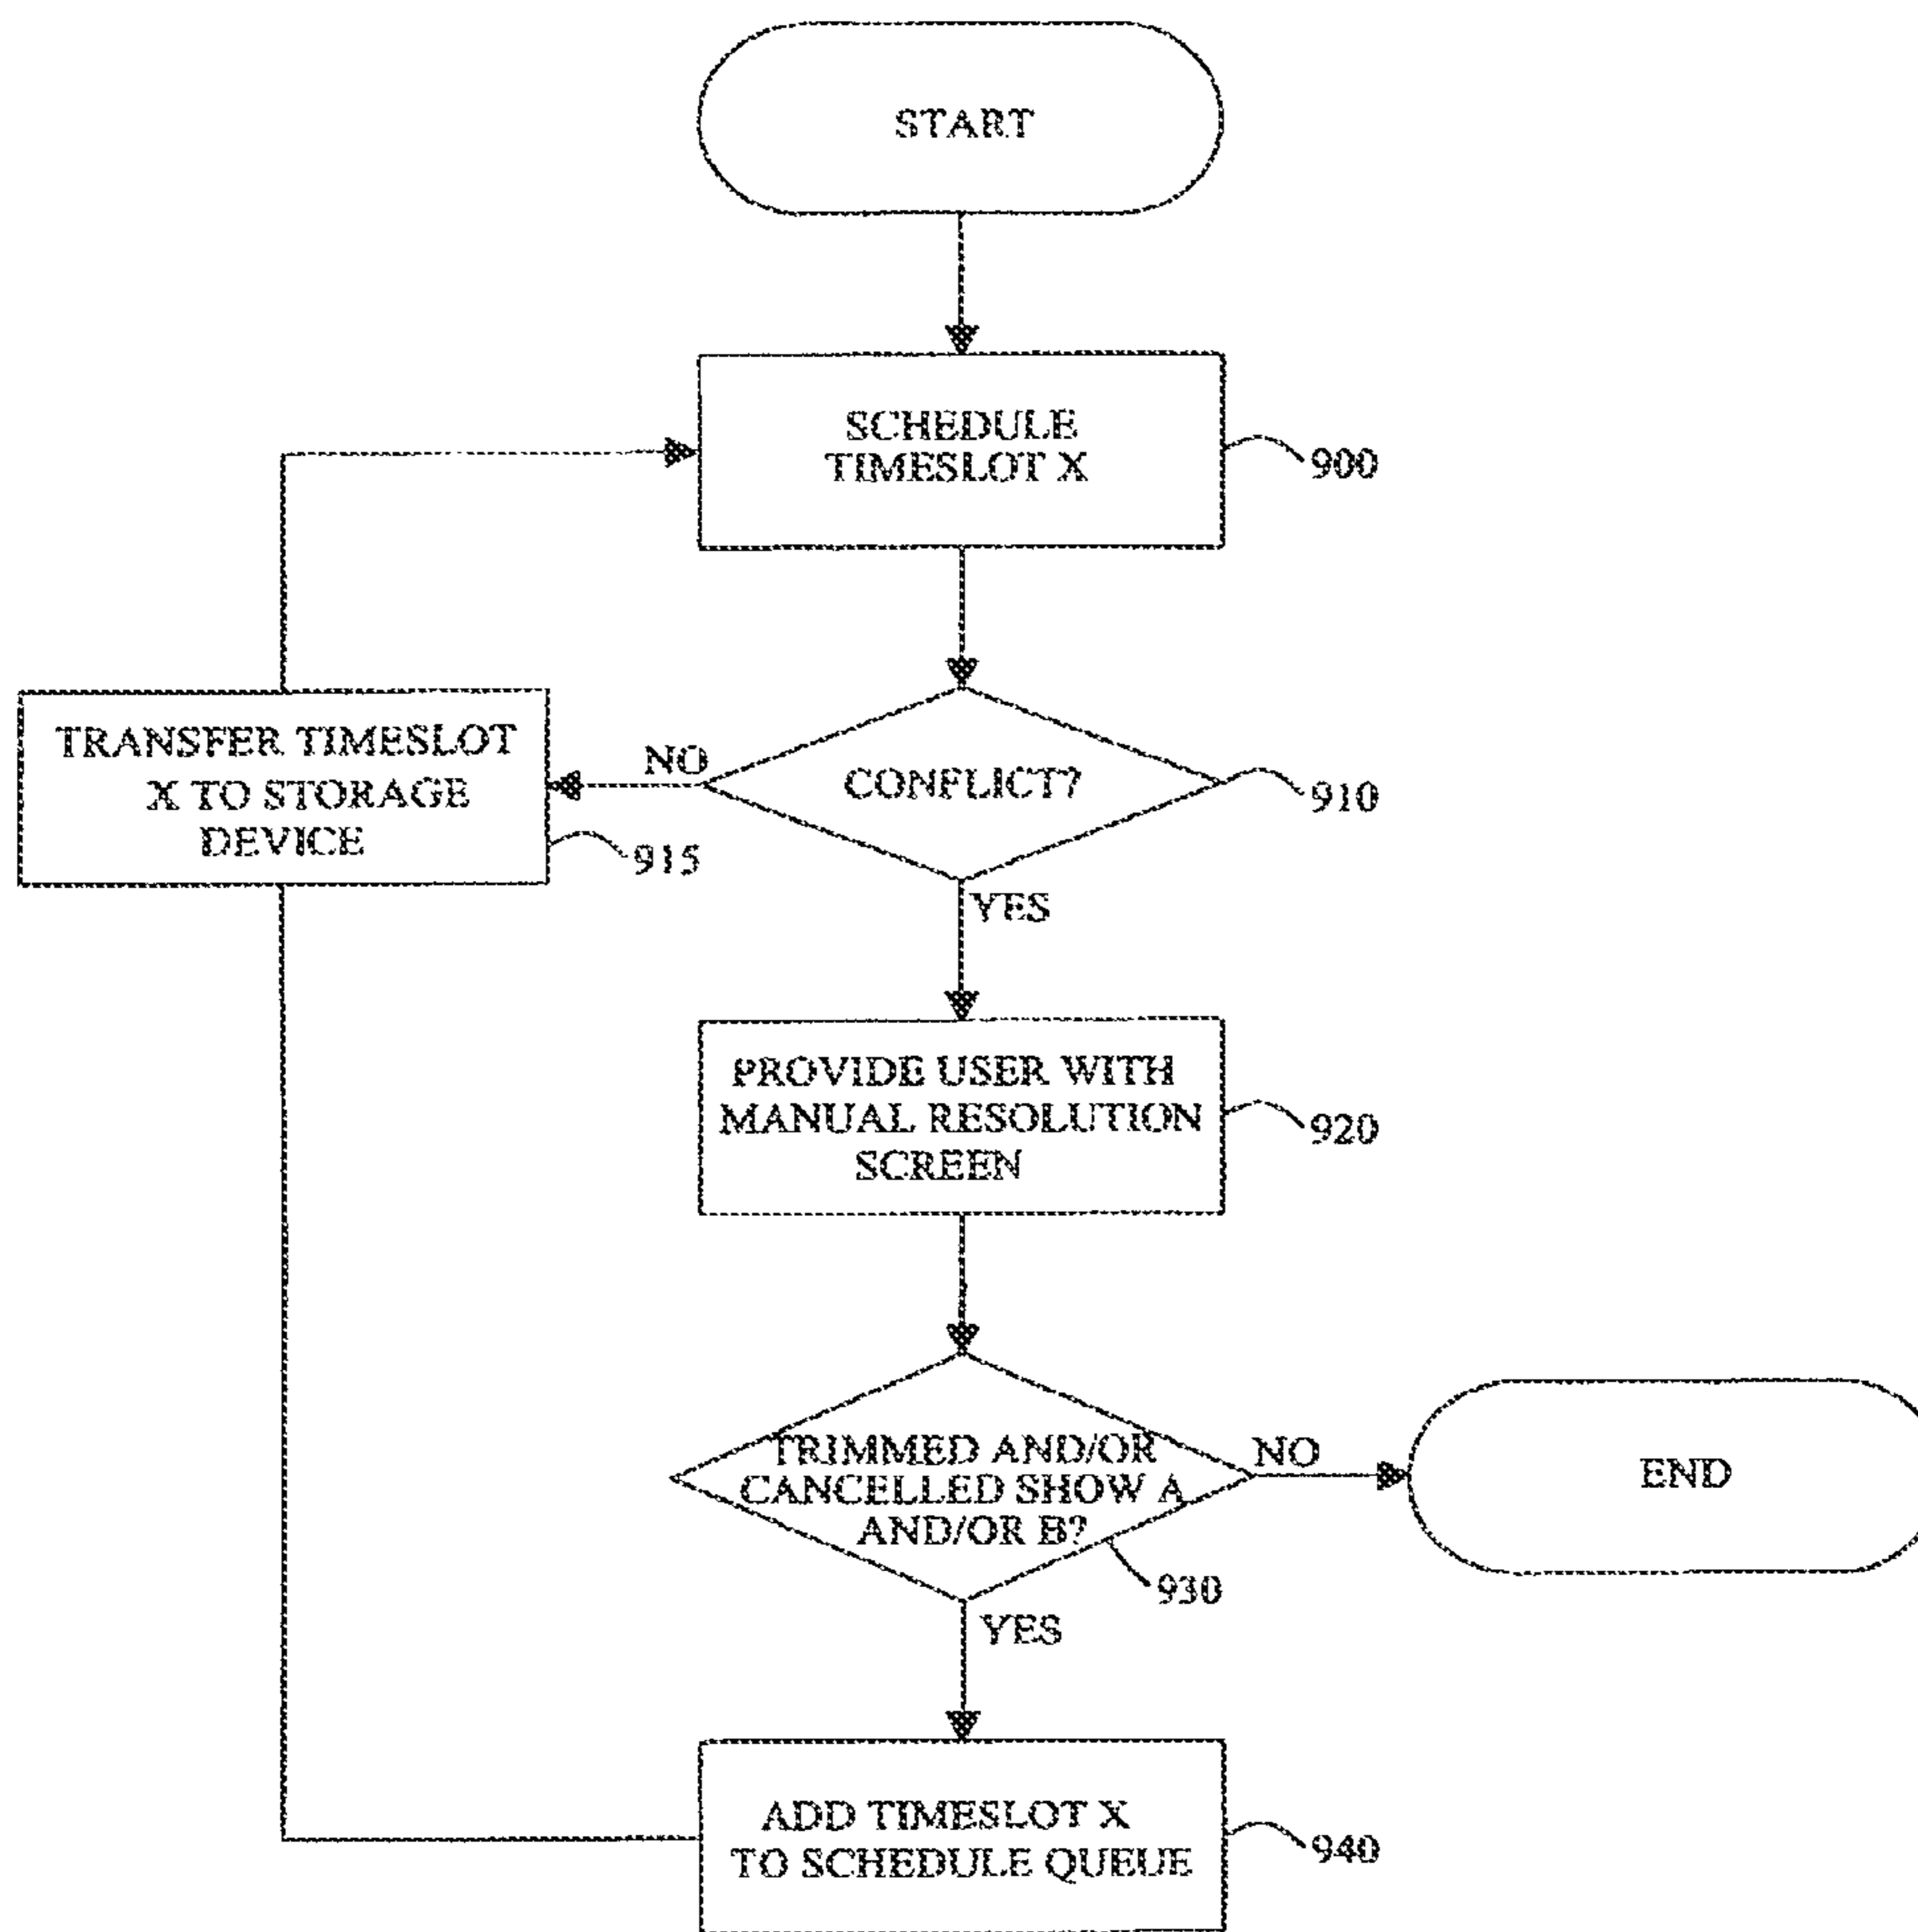 START
SCHEDULE
TIMESLOT X
900
TRANSFER TIMESLOT
X TO STORAGE
DEVICE
915
NO
CONFLICT?
910
YES
PROVIDE USER WITH
MANUAL RESOLUTION
SCREEN
920
TRIMMED AND/OR
CANCELLED SHOW A
AND/OR B?
930
NO
END
YES
ADD TIMESLOT X
TO SCHEDULE QUEUE
940